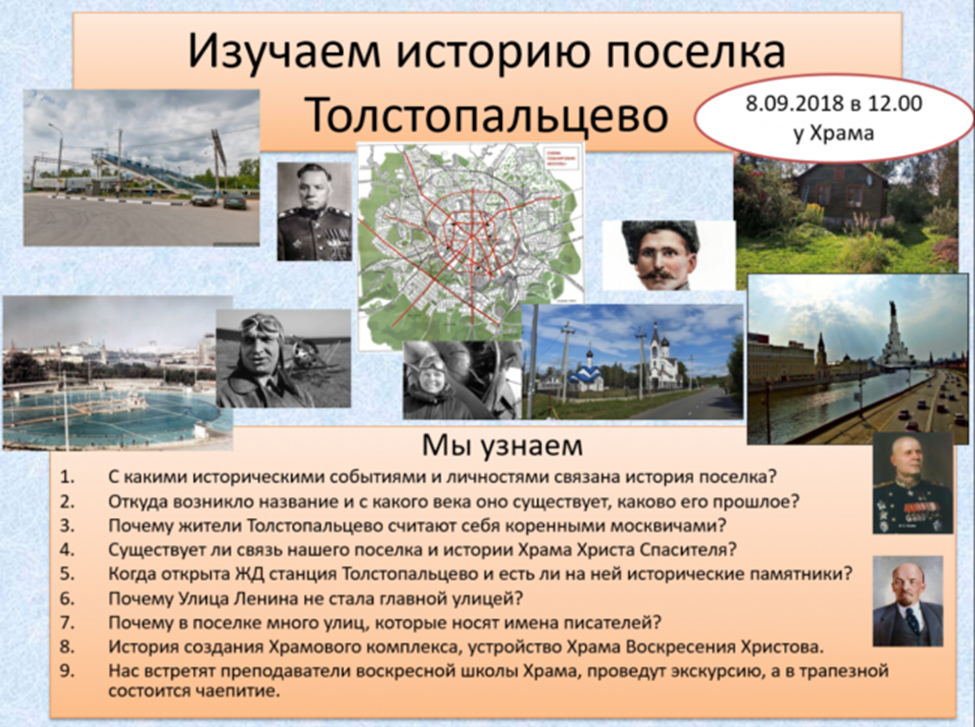 Изучаем историю поселка
Толстопальцево
8.09.2018 в 12.00
у Храма
Мы узнаем
1. С какими историческими событиями и личностями связана история поселка?
2. Откуда возникло название и с какого века оно существует, каково его прошлое?
3. Почему жители Толстопальцево считают себя коренными москвичами?
4. Существует ли связь нашего поселка и истории Храма Христа Спасителя?
5. Когда открыта ЖД станция Толстопальцево и есть ли на ней исторические памятники?
6. Почему Улица Ленина не стала главной улицей?
7. Почему в поселке много улиц, которые носят имена писателей?
8. История создания Храмового комплекса, устройство Храма Воскресения Христова.
9. Нас встретят преподаватели воскресной школы Храма, проведут экскурсию, а в трапезной
состоится чаепитие.